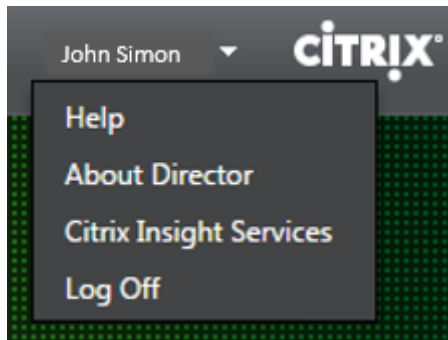 John Simon CiTRIX®
Help
About Director
Citrix Insight Services
Log Off